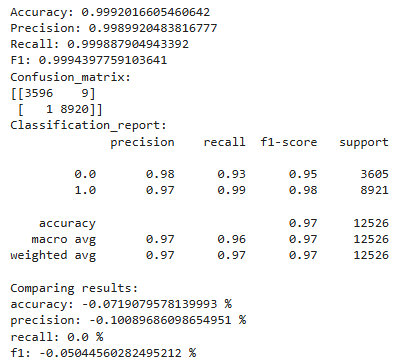 Accuracy: 0.9992016605460642
Precision: 0.9989920483816777
Recall: 0.999887904943392
F1: 0.9994397759103641
Confusion_matrix:
[[3596    9]
 [   1 8920]]
Classification_report:
              precision    recall  f1-score   support

         0.0       0.98      0.93      0.95      3605
         1.0       0.97      0.99      0.98      8921

    accuracy                           0.97     12526
   macro avg       0.97      0.96      0.97     12526
weighted avg       0.97      0.97      0.97     12526

Comparing results:
accuracy: -0.0719079578139993 %
precision: -0.10089686098654951 %
recall: 0.0 %
f1: -0.05044560282495212 %